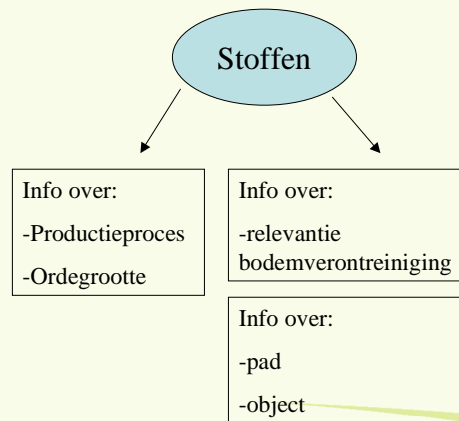 Stoffen
Info over:
-Productieproces
-Ordegrootte
Info over:
-relevantie
bodemverontreiniging
Info over:
-pad
-object